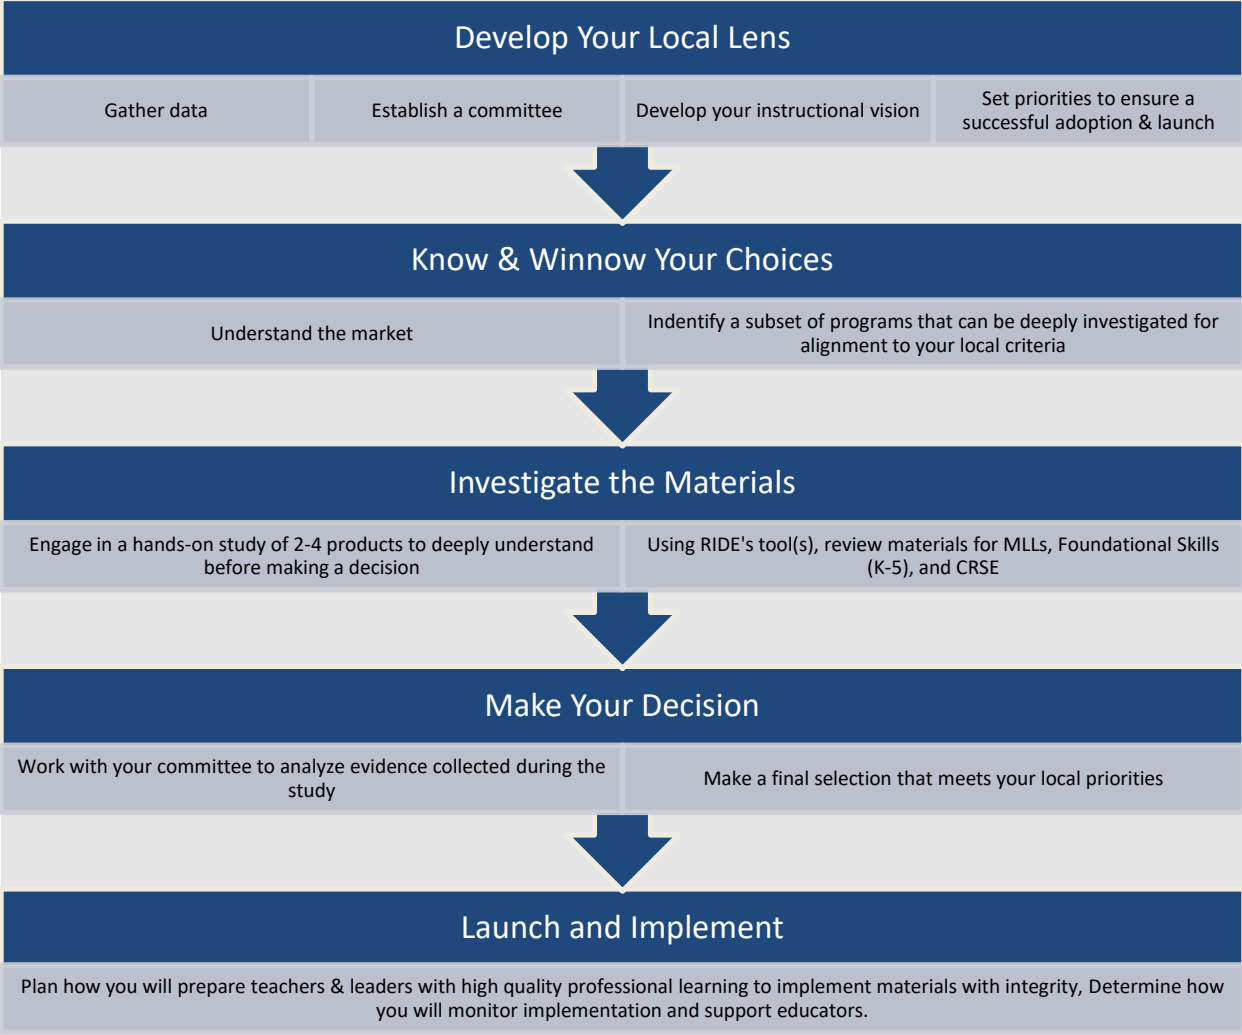 Develop Your Local Lens
Gather data
Establish a committee
Develop your instructional vision
Set priorities to ensure a
successful adoption & launch
Know & Winnow Your Choices
Understand the market
Indentify a subset of programs that can be deeply investigated for
alignment to your local criteria
Investigate the Materials
Engage in a hands-on study of 2-4 products to deeply understand
before making a decision
Using RIDE's tool(s), review materials for MLLs, Foundational Skills
(K-5), and CRSE
Make Your Decision
Work with your committee to analyze evidence collected during the
study
Make a final selection that meets your local priorities
Launch and Implement
Plan how you will prepare teachers & leaders with high quality professional learning to implement materials with integrity, Determine how
you will monitor implementation and support educators.